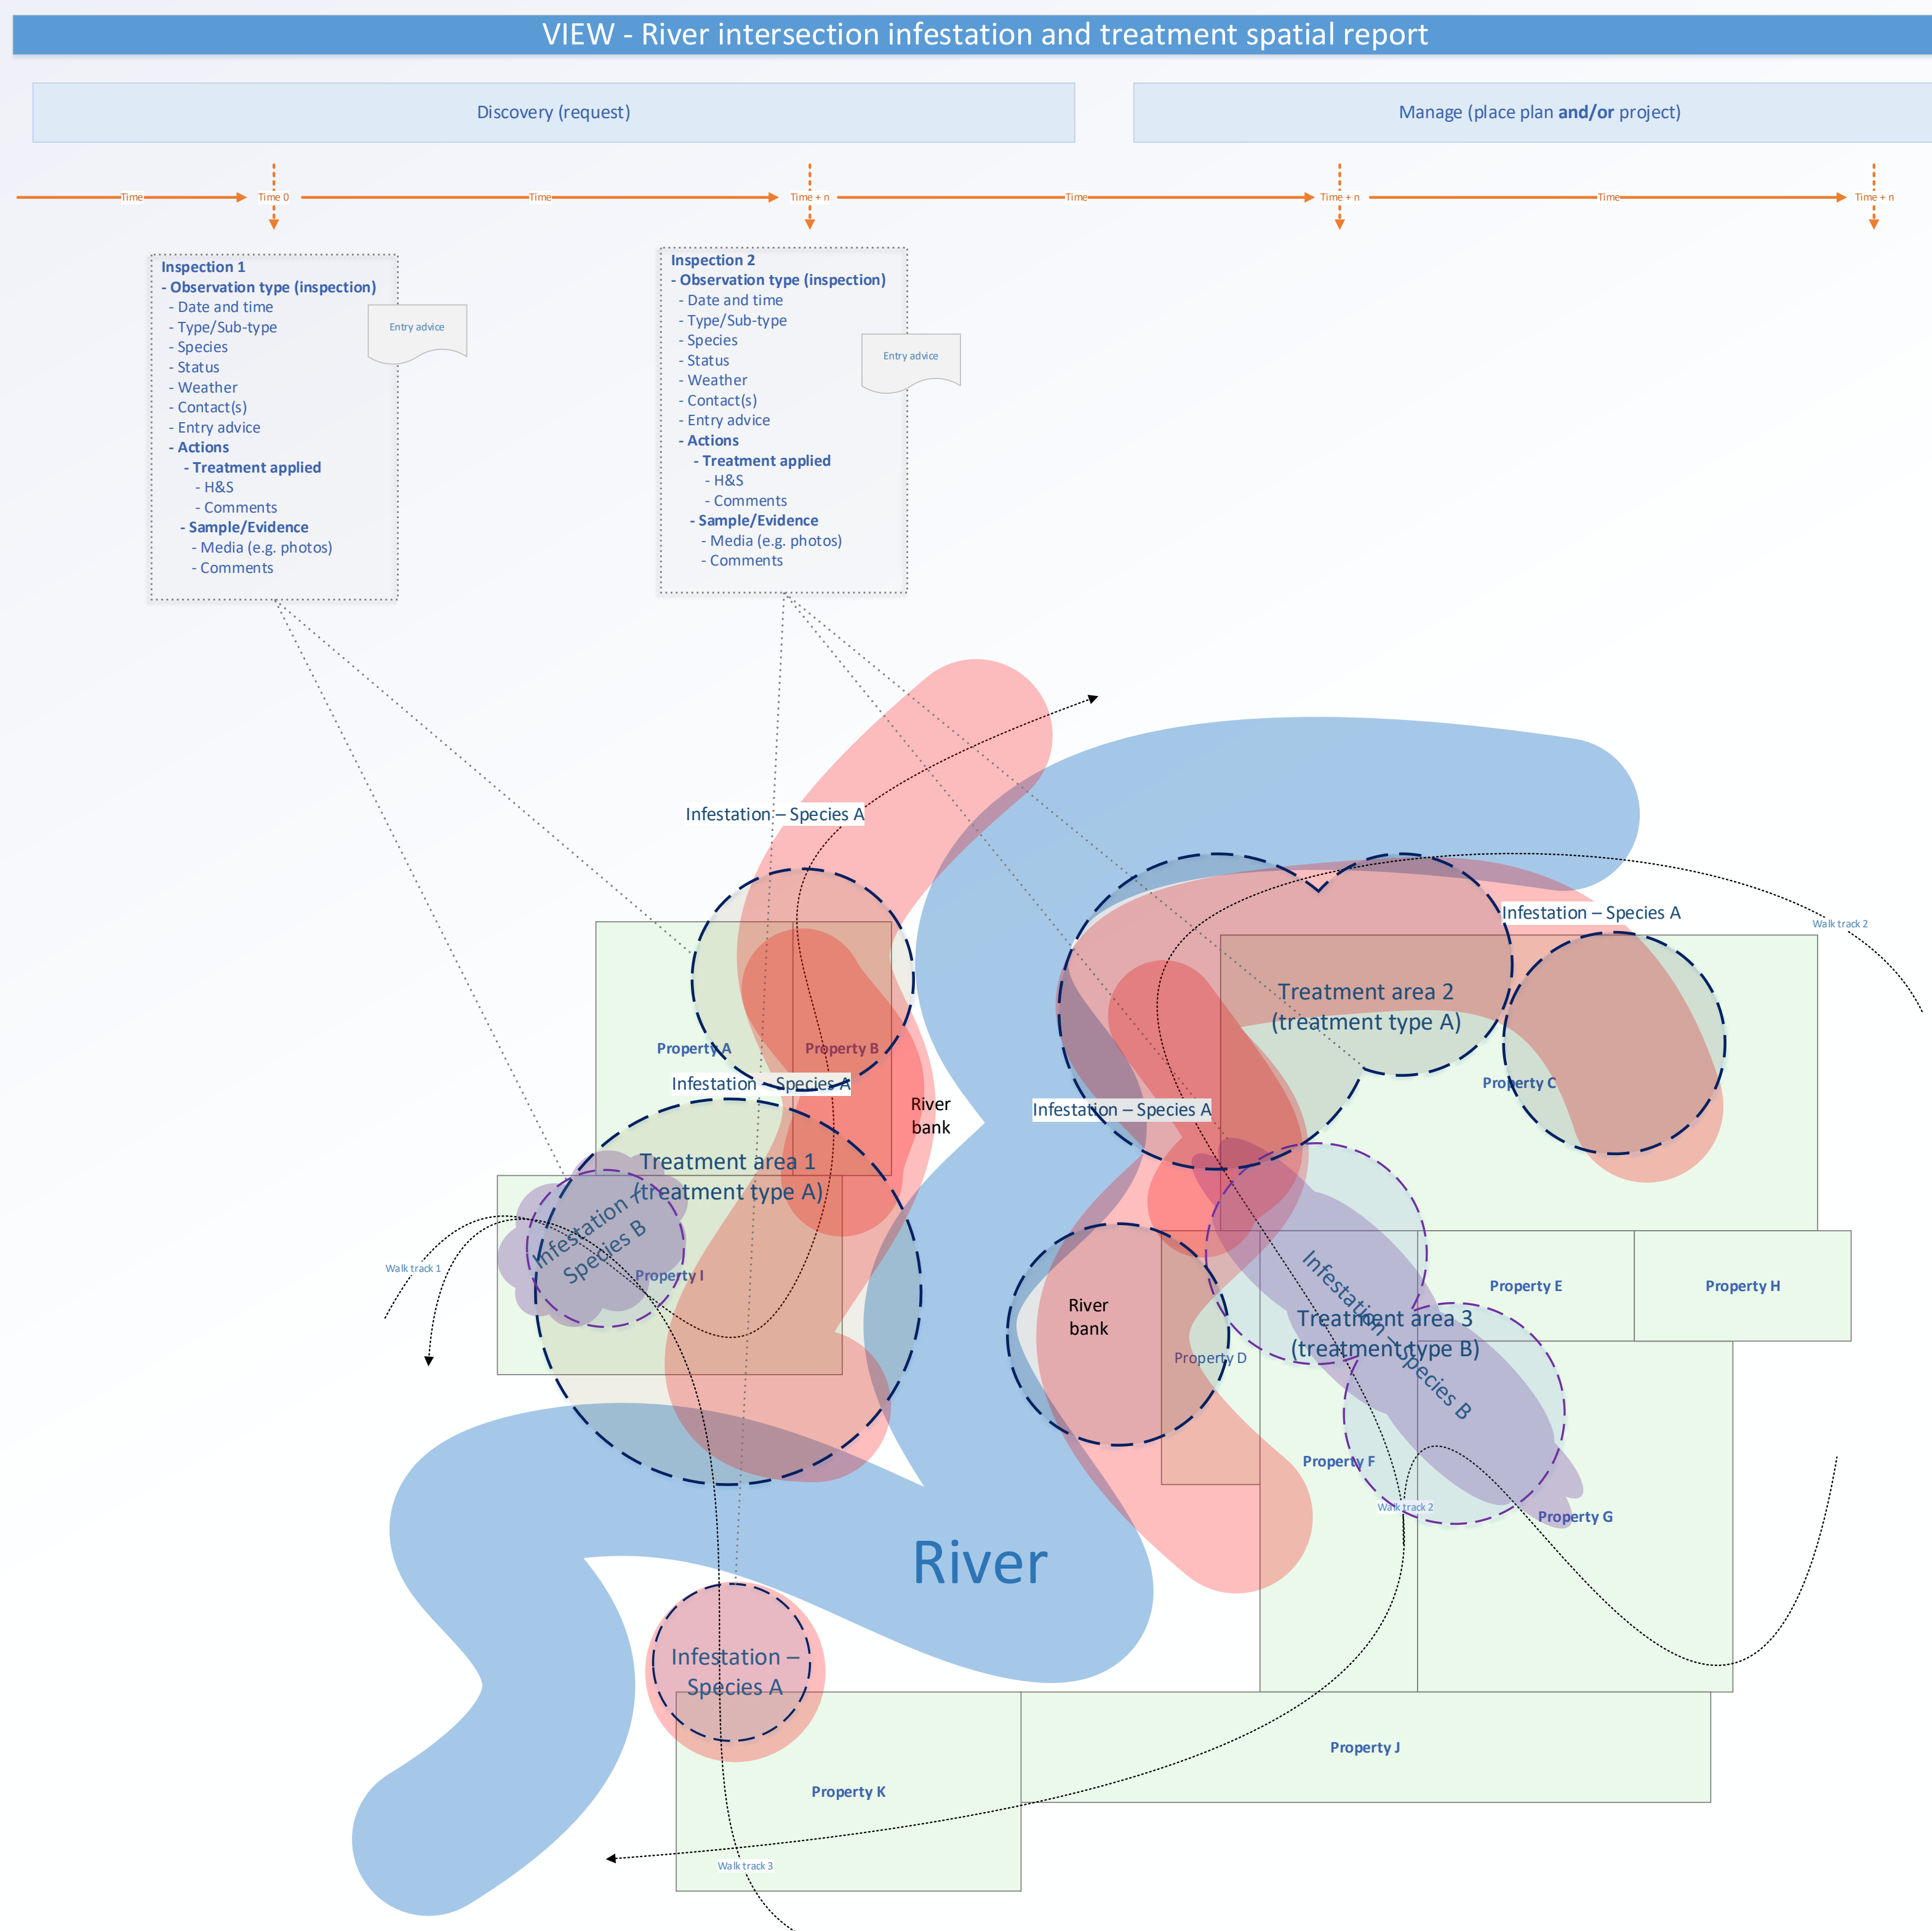 VIEW - River intersection infestation and treatment spatial report
Discovery (request)
Manage (place plan and/or project)
Time
Time 0
Time
Time + n
Time
Time + n
Time
Time + n
Inspection 1
- Observation type (inspection)
- Date and time
- Type/Sub-type
- Species
- Status
- Weather
- Contact(s)
- Entry advice
- Actions
- Treatment applied
- H&S
- Comments
- Sample/Evidence
- Media (e.g. photos)
- Comments
Entry advice
Inspection 2
- Observation type (inspection)
- Date and time
- Type/Sub-type
- Species
- Status
- Weather
- Contact(s)
- Entry advice
- Actions
- Treatment applied
- H&S
- Comments
- Sample/Evidence
- Media (e.g. photos)
- Comments
Entry advice
Infestation – Species A
Infestation – Species A
Walk track 2
Treatment area 2
(treatment type A)
Property A
Property B
Property C
Infestation – Species A
Infestation – Species A
River
bank
Treatment area 1
(treatment type A)
Infestation –
Species B
Property I
Walk track 1
River
bank
Property D
Property E
Property H
Infestation – Species B
Treatment area 3
(treatment type B)
Property F
Walk track 2
Property G
River
Infestation –
Species A
Property J
Property K
Walk track 3